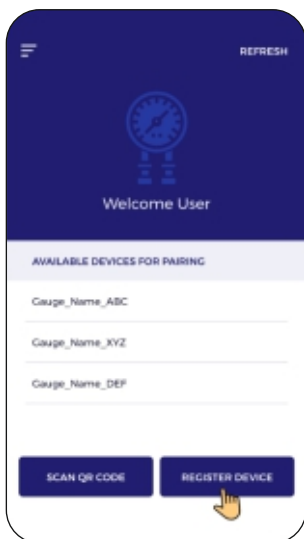 REFRESH
Welcome User
AVAILABLE DEVICES FOR PAIRING
Gauge_Name_ABC
Gauge_Name_XYZ
Gauge_Name_DEF
SCAN QR CODE
REGISTER DEVICE